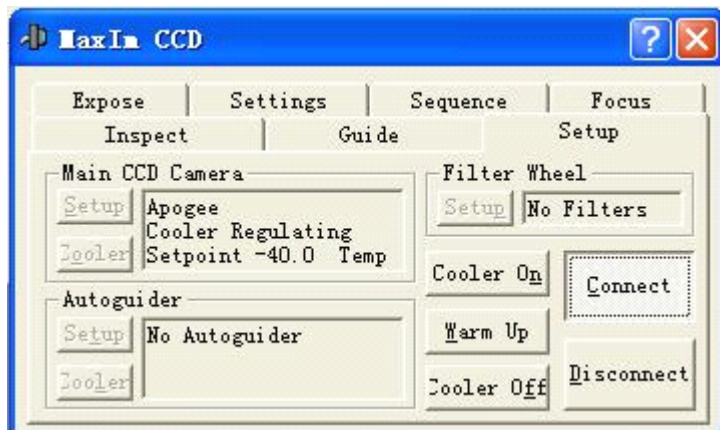 MaxIm CCD
Expose Settings Sequence Focus
Inspect Guide Setup
Main CCD Camera
Setup
Apogee
Cooler Regulating
Setpoint -40.0 Temp
Cooler
Filter Wheel
Setup
No Filters
Autoguider
Setup
No Autoguider
Cooler
Cooler On
Warm Up
Cooler Off
Connect
Disconnect